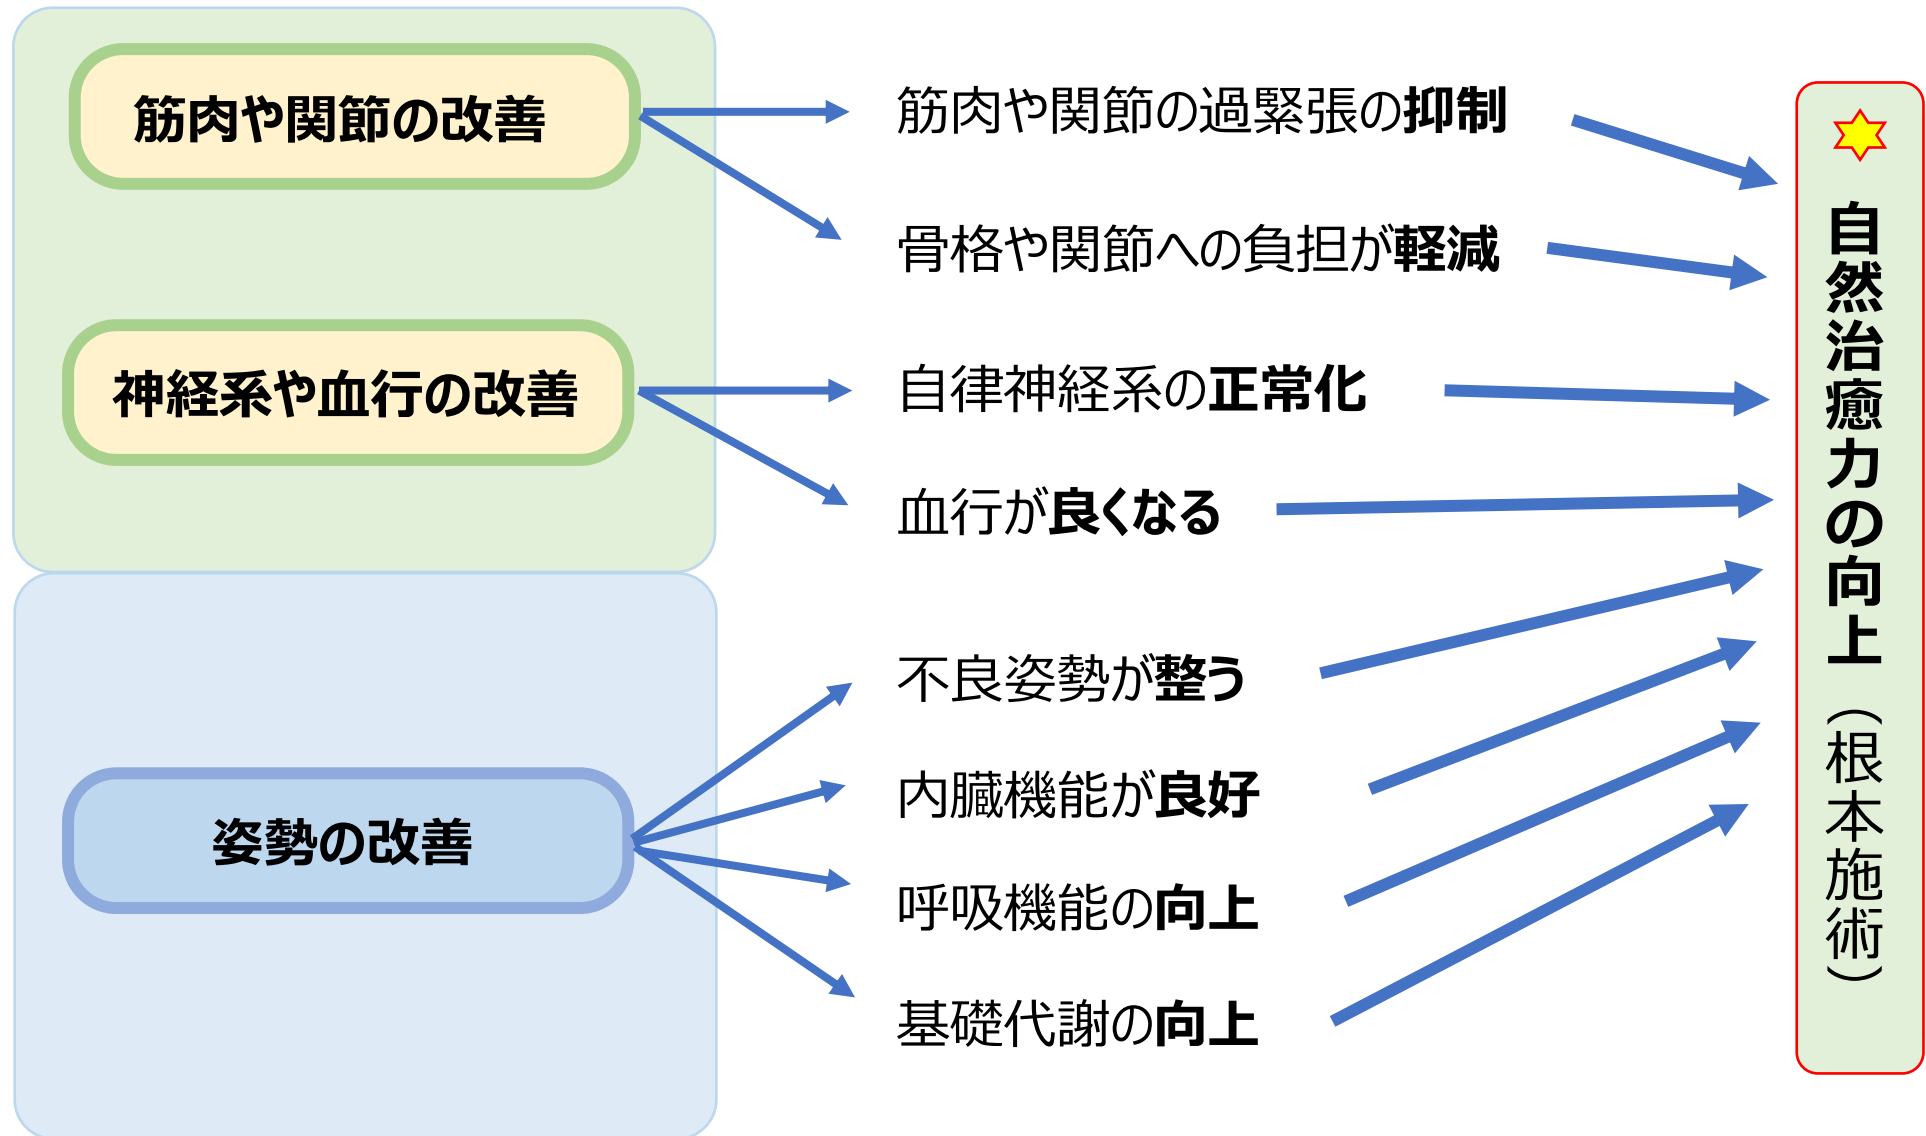 筋肉や関節の改善
筋肉や関節の過緊張の抑制
骨格や関節への負担が軽減
神経系や血行の改善
自律神経系の正常化
血行が良くなる
姿勢の改善
不良姿勢が整う
内臓機能が良好
呼吸機能の向上
基礎代謝の向上
自然治癒力の向上（根本施術）